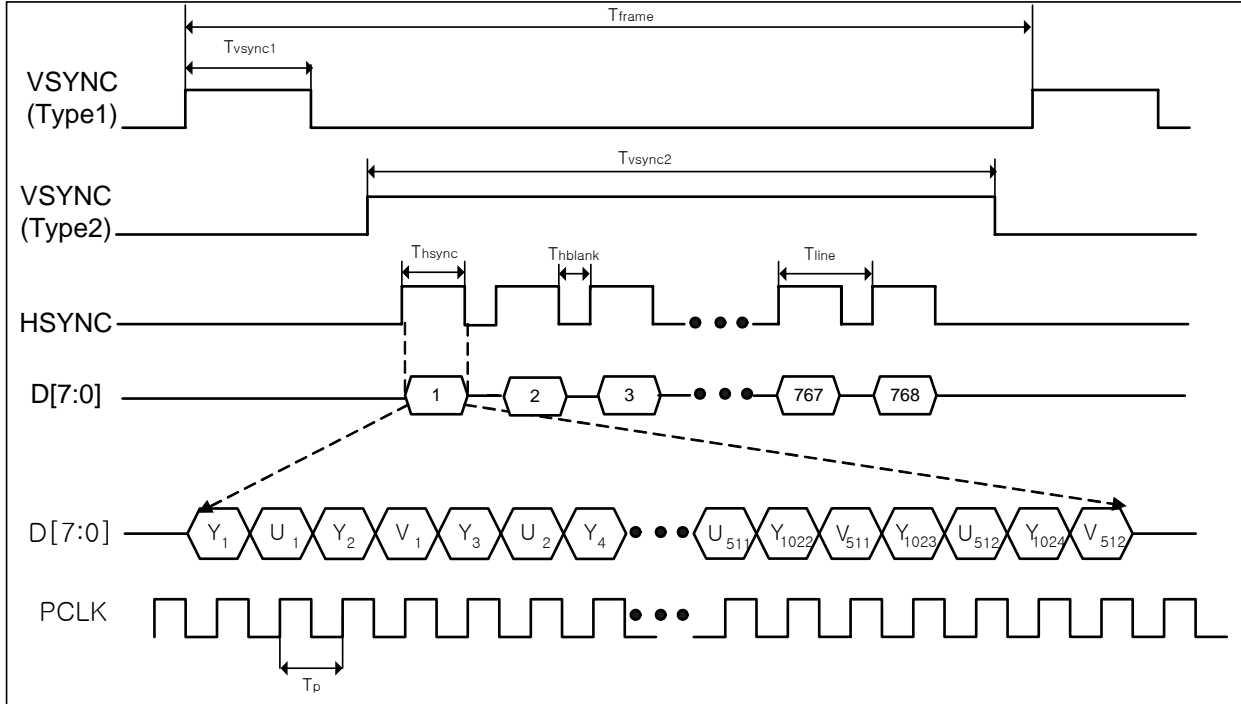 Tframe
Tvsync1
VSYNC
(Type1)
Tvsync2
VSYNC
(Type2)
Thsync
Thblank
Tline
HSYNC
D[7:0]
1
2
3
767
768
D[7:0]
Y1
U1
Y2
V1
Y3
U2
Y4
U511
Y1022
V511
Y1023
U512
Y1024
V512
PCLK
Tp